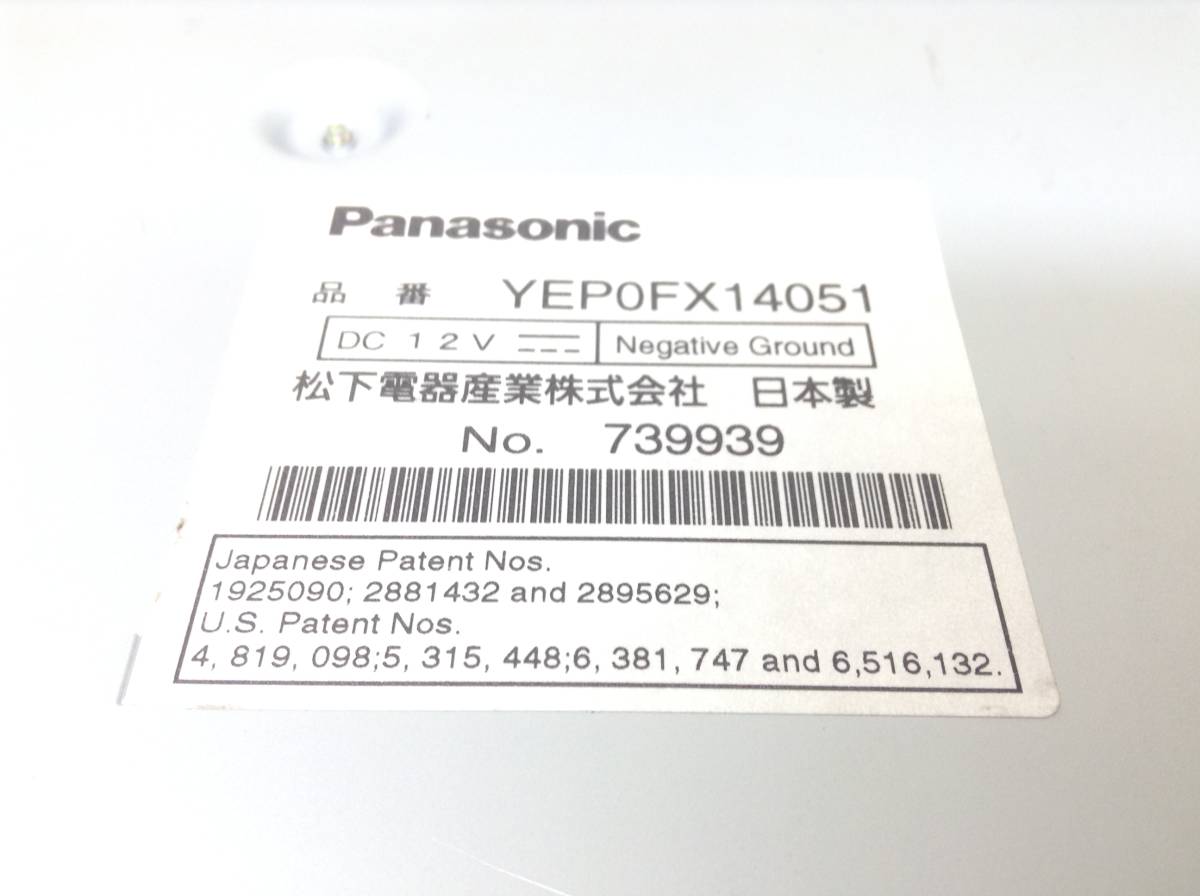 Panasonic
品 番 YEP0FX14051
DC 12V Negative Ground
松下電器産業株式会社 日本製
No. 739939
Japanese Patent Nos.
1925090; 2881432 and 2895629;
U.S. Patent Nos.
4, 819, 098;5, 315, 448;6, 381, 747 and 6,516,132.